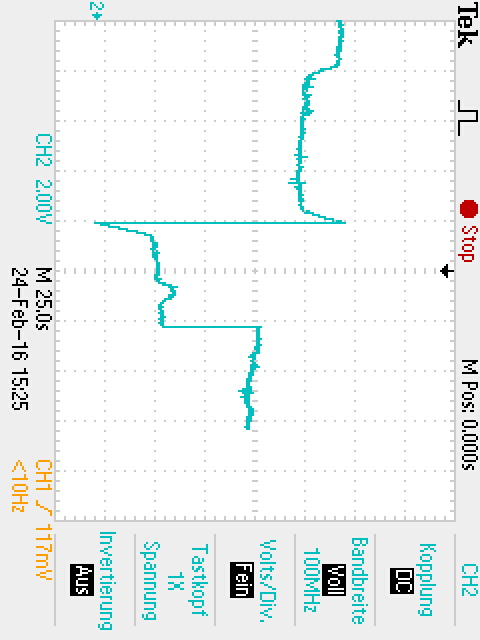 Tek
Stop
M Pos: 0.000s
CH2
Kopplung
DC
Bandbreite
Voll
100MHz
Volts/Div.
Fein
Tastkopf
1X
Spannung
Invertierung
Aus
2
CH2 2.00V
M 25.0s
CH1 / 117mV
24-Feb-16 15:25
<10Hz